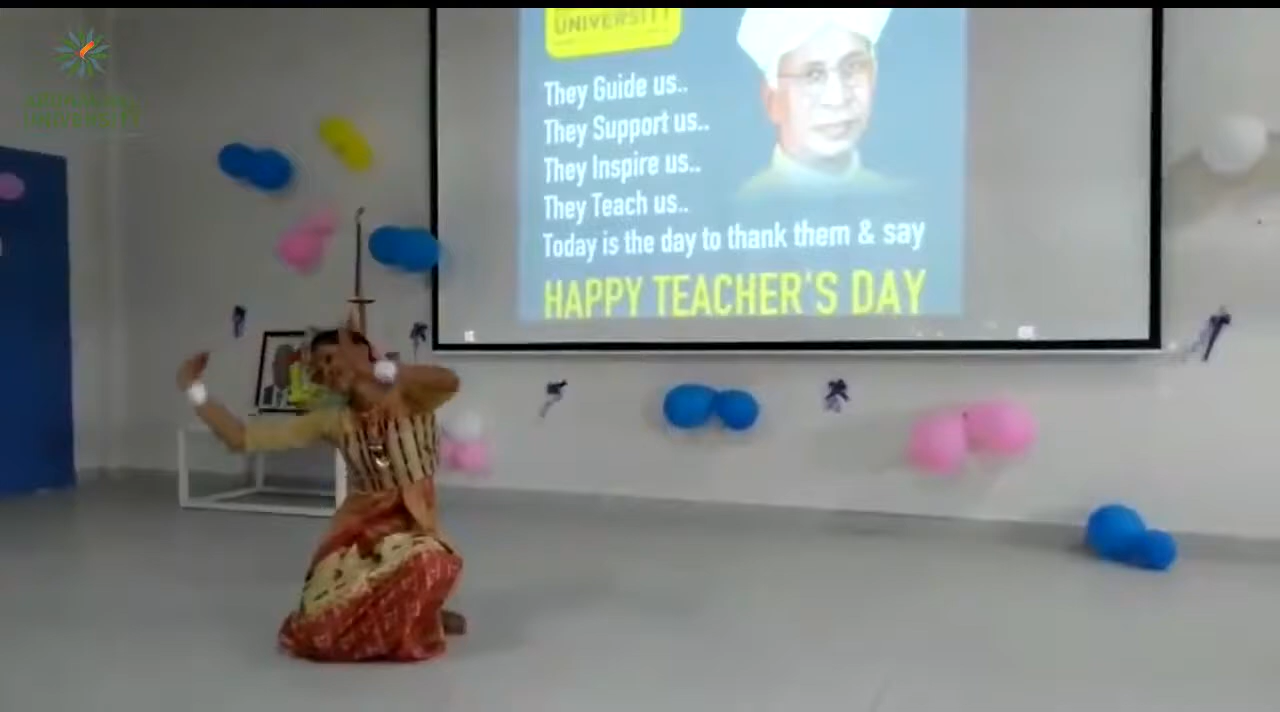 UNIVERSITY
UNIVERSITY
They Guide us..
They Support us..
They Inspire us..
They Teach us..
Today is the day to thank them & say
HAPPY TEACHER'S DAY